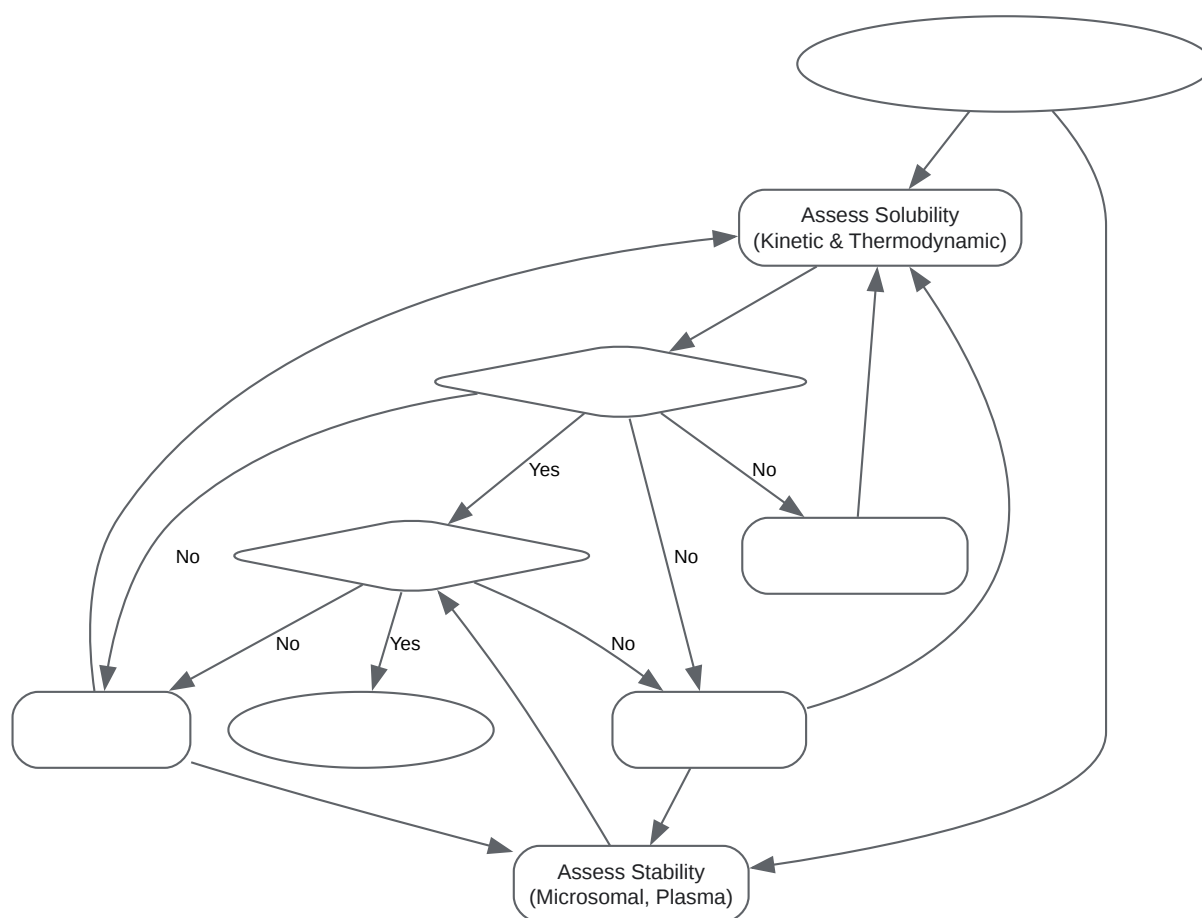 Assess Solubility
(Kinetic & Thermodynamic)
Yes
No
No
No
No
Yes
No
Assess Stability
(Microsomal, Plasma)